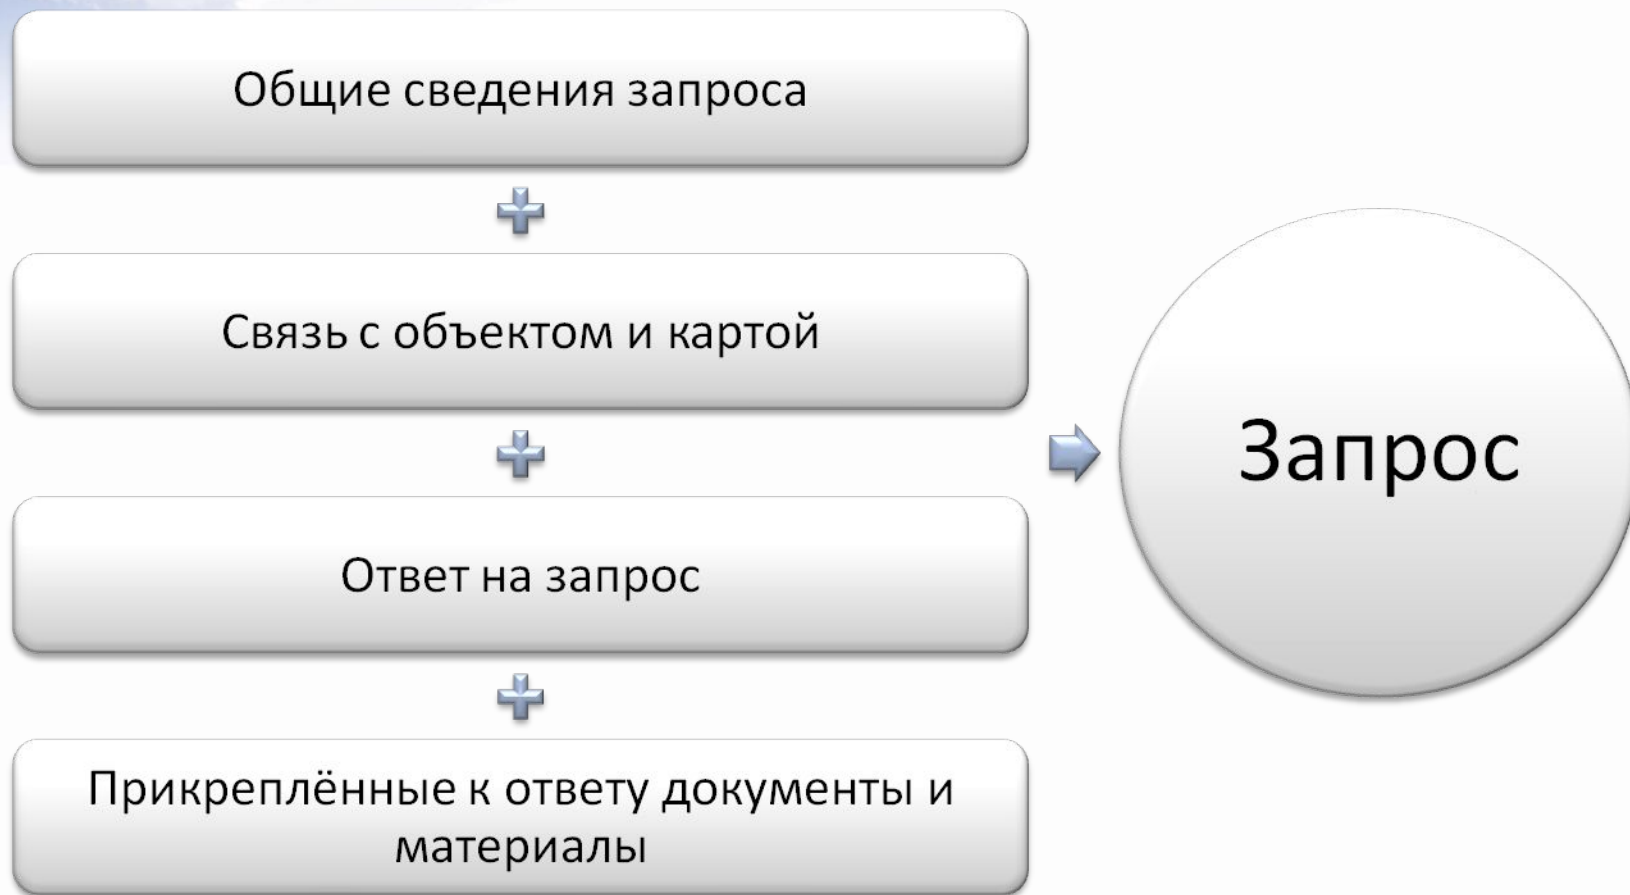 Общие сведения запроса
Связь с объектом и картой
Ответ на запрос
Прикреплённые к ответу документы и
материалы
Запрос